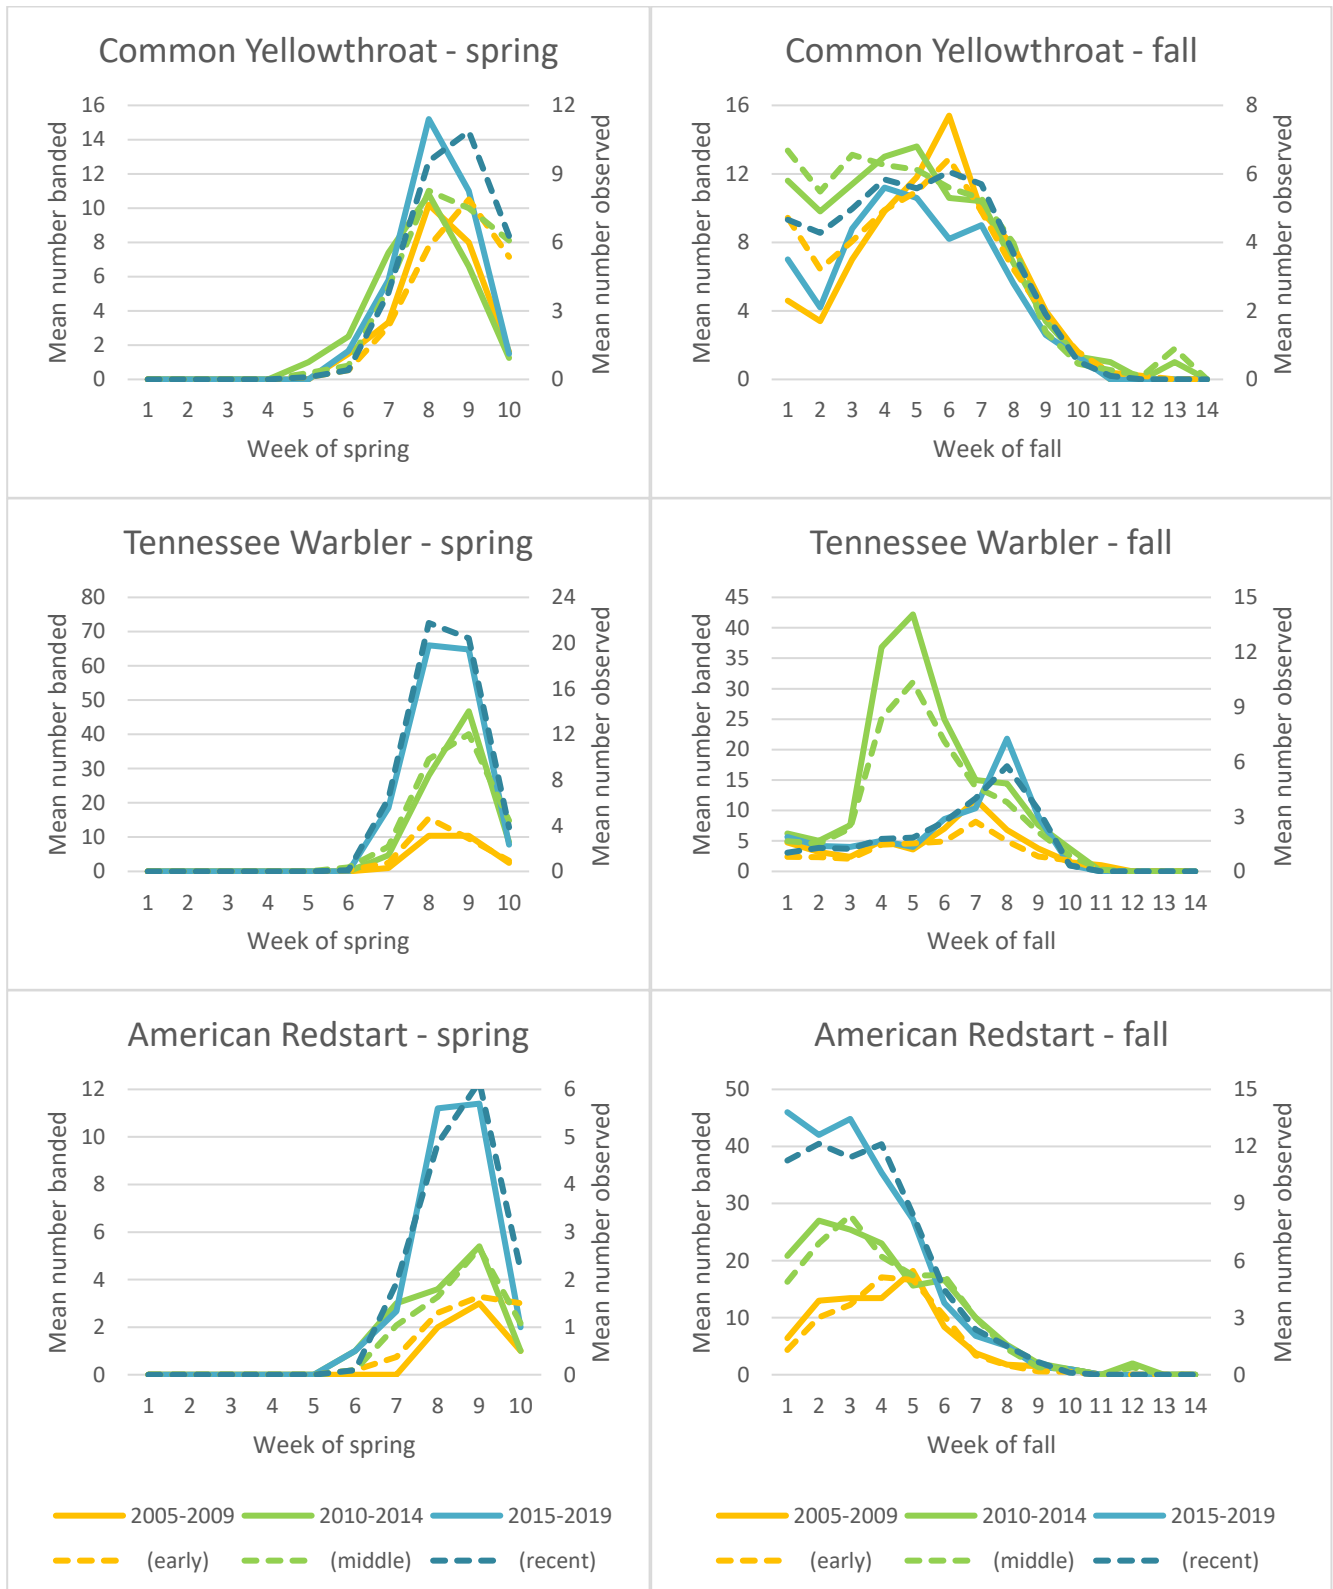 Common Yellowthroat - spring
Mean number banded
16
14
12
10
8
6
4
2
0
12
9
6
3
0
Mean number observed
1 2 3 4 5 6 7 8 9 10
Week of spring
Common Yellowthroat - fall
Mean number banded
16
12
8
4
0
8
6
4
2
0
Mean number observed
1 2 3 4 5 6 7 8 9 10 11 12 13 14
Week of fall
Tennessee Warbler - spring
Mean number banded
80
70
60
50
40
30
20
10
0
24
20
16
12
8
4
0
Mean number observed
1 2 3 4 5 6 7 8 9 10
Week of spring
Tennessee Warbler - fall
Mean number banded
45
40
35
30
25
20
15
10
5
0
15
12
9
6
3
0
Mean number observed
1 2 3 4 5 6 7 8 9 10 11 12 13 14
Week of fall
American Redstart - spring
Mean number banded
12
10
8
6
4
2
0
6
5
4
3
2
1
0
Mean number observed
1 2 3 4 5 6 7 8 9 10
Week of spring
2005-2009 2010-2014 2015-2019
(early) (middle) (recent)
American Redstart - fall
Mean number banded
50
40
30
20
10
0
15
12
9
6
3
0
Mean number observed
1 2 3 4 5 6 7 8 9 10 11 12 13 14
Week of fall
2005-2009 2010-2014 2015-2019
(early) (middle) (recent)